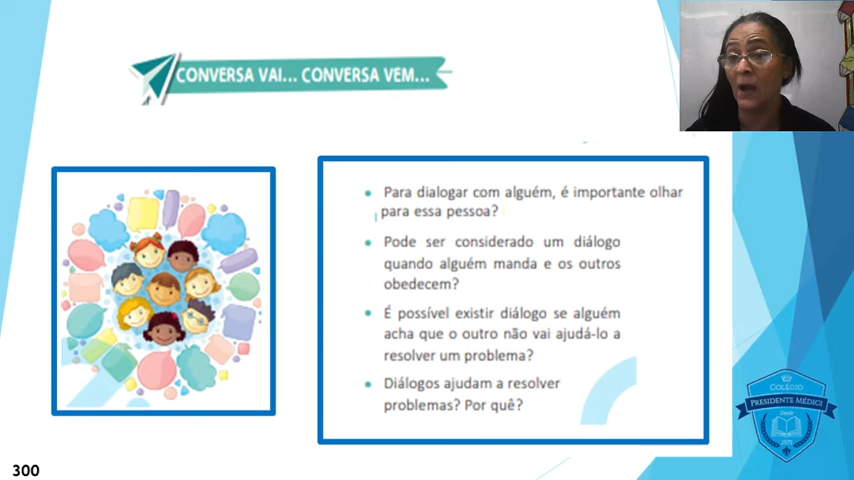 CONVERSA VAI... CONVERSA VEM...
• Para dialogar com alguém, é importante olhar
para essa pessoa?
• Pode ser considerado um diálogo
quando alguém manda e os outros
obedecem?
• É possível existir diálogo se alguém
acha que o outro não vai ajudá-lo a
resolver um problema?
• Diálogos ajudam a resolver
problemas? Por quê?
COLÉGIO
PRESIDENTE MÉDICI
Desde
300